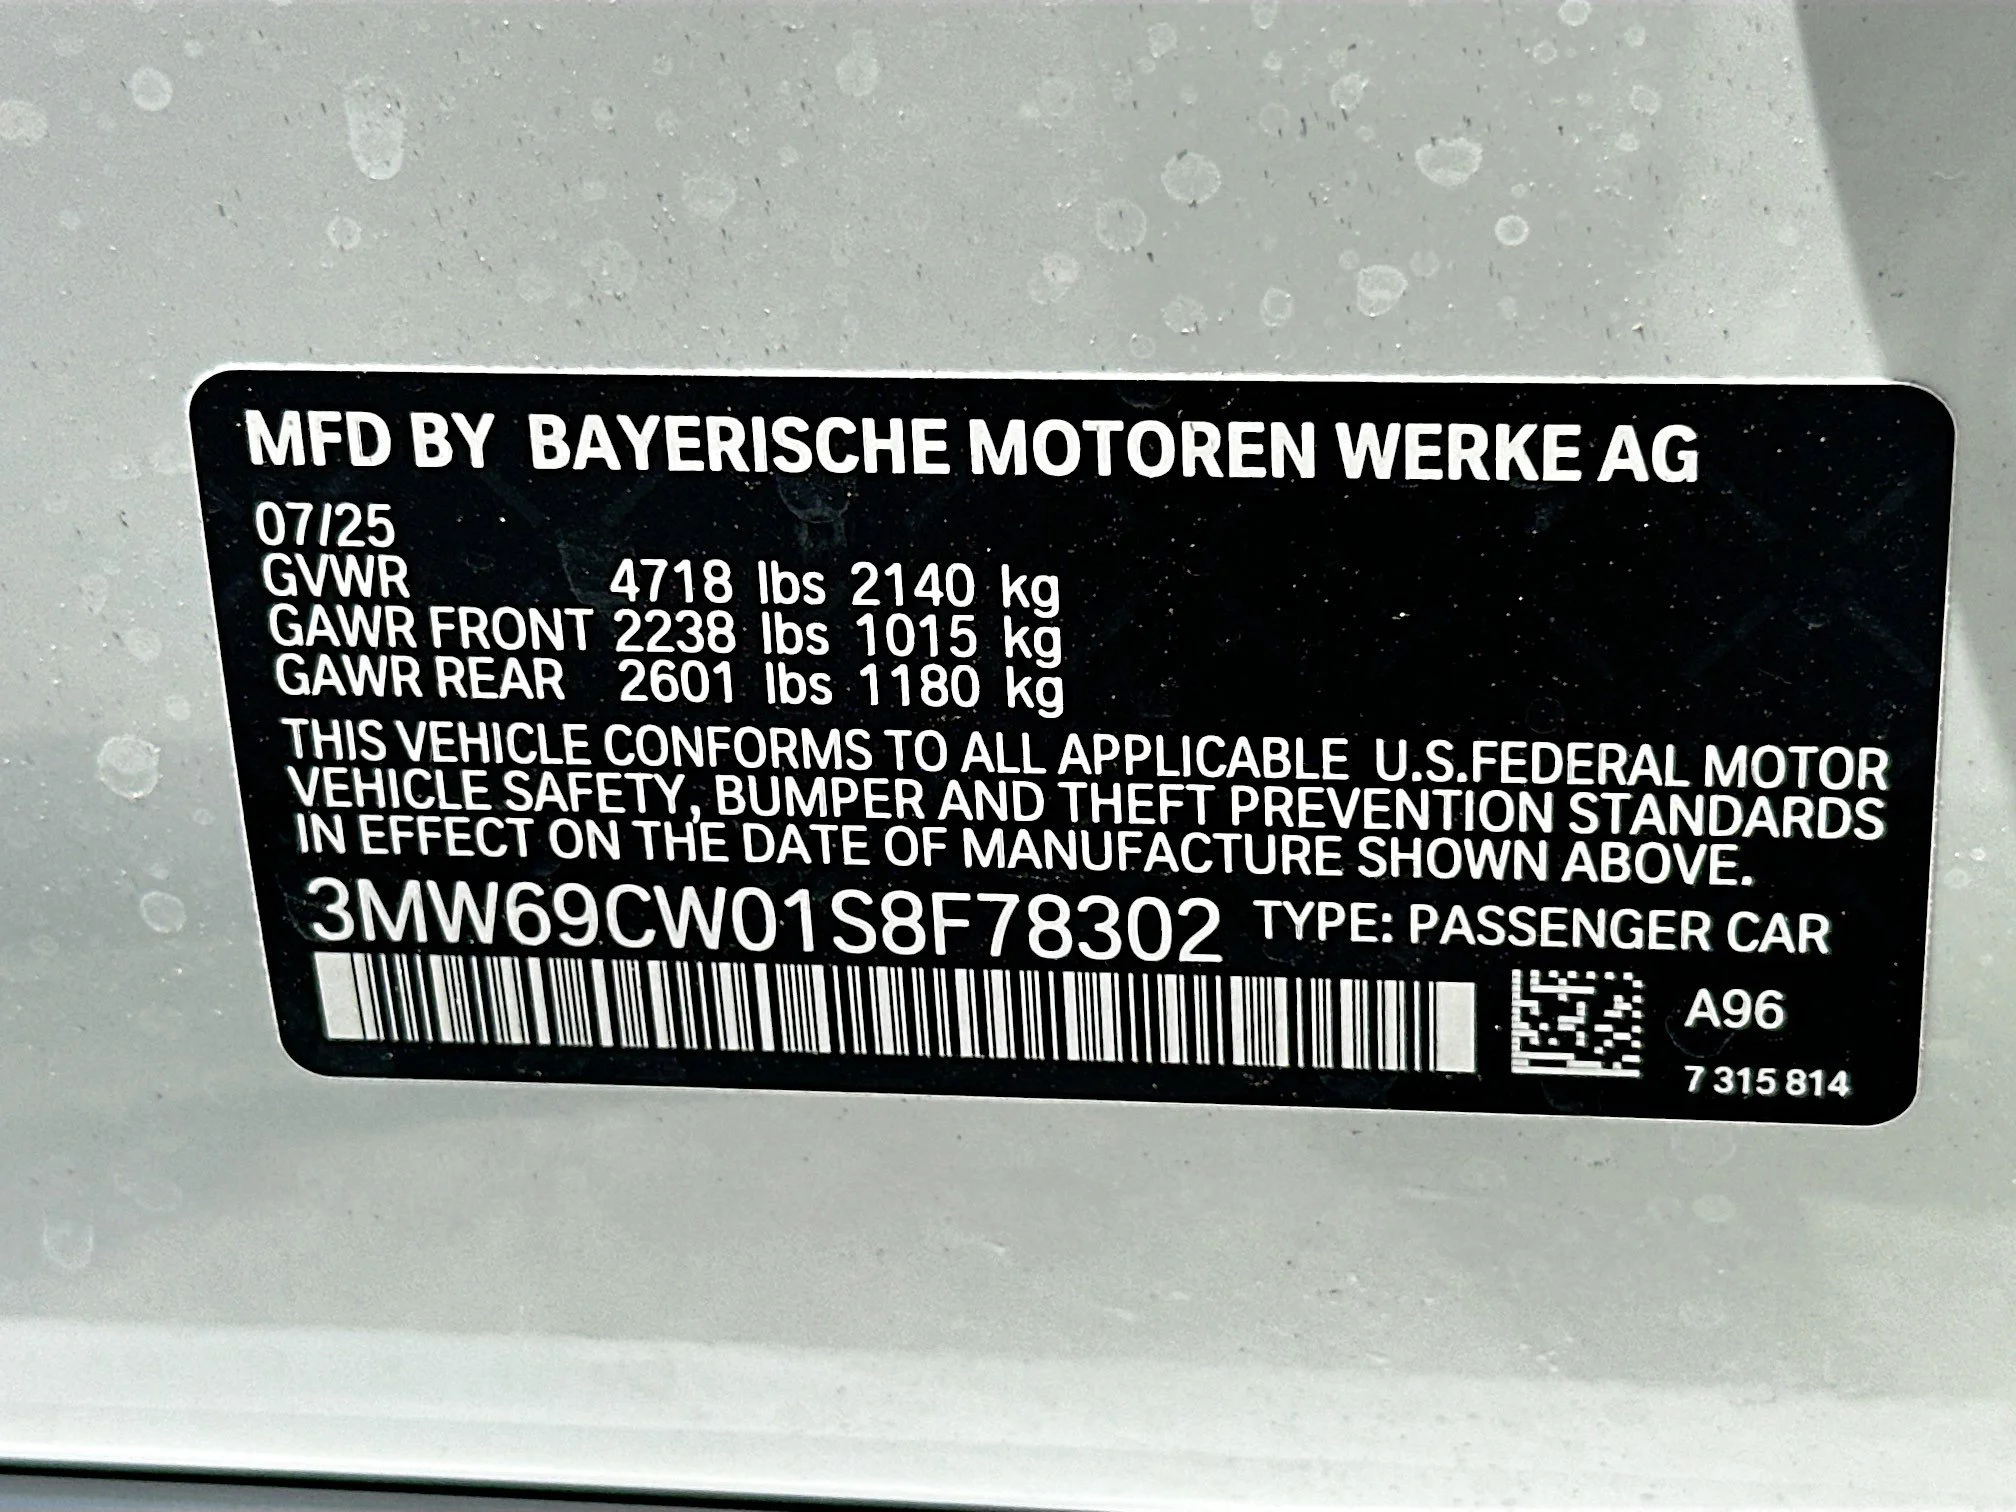 MFD BY BAYERISCHE MOTOREN WERKE AG
07/25
GVWR 4718 lbs 2140 kg
GAWR FRONT 2238 lbs 1015 kg
GAWR REAR 2601 lbs 1180 kg
THIS VEHICLE CONFORMS TO ALL APPLICABLE U.S.FEDERAL MOTOR
VEHICLE SAFETY, BUMPER AND THEFT PREVENTION STANDARDS
IN EFFECT ON THE DATE OF MANUFACTURE SHOWN ABOVE.
3MW69CW01S8F78302 TYPE: PASSENGER CAR
A96
7 315 814